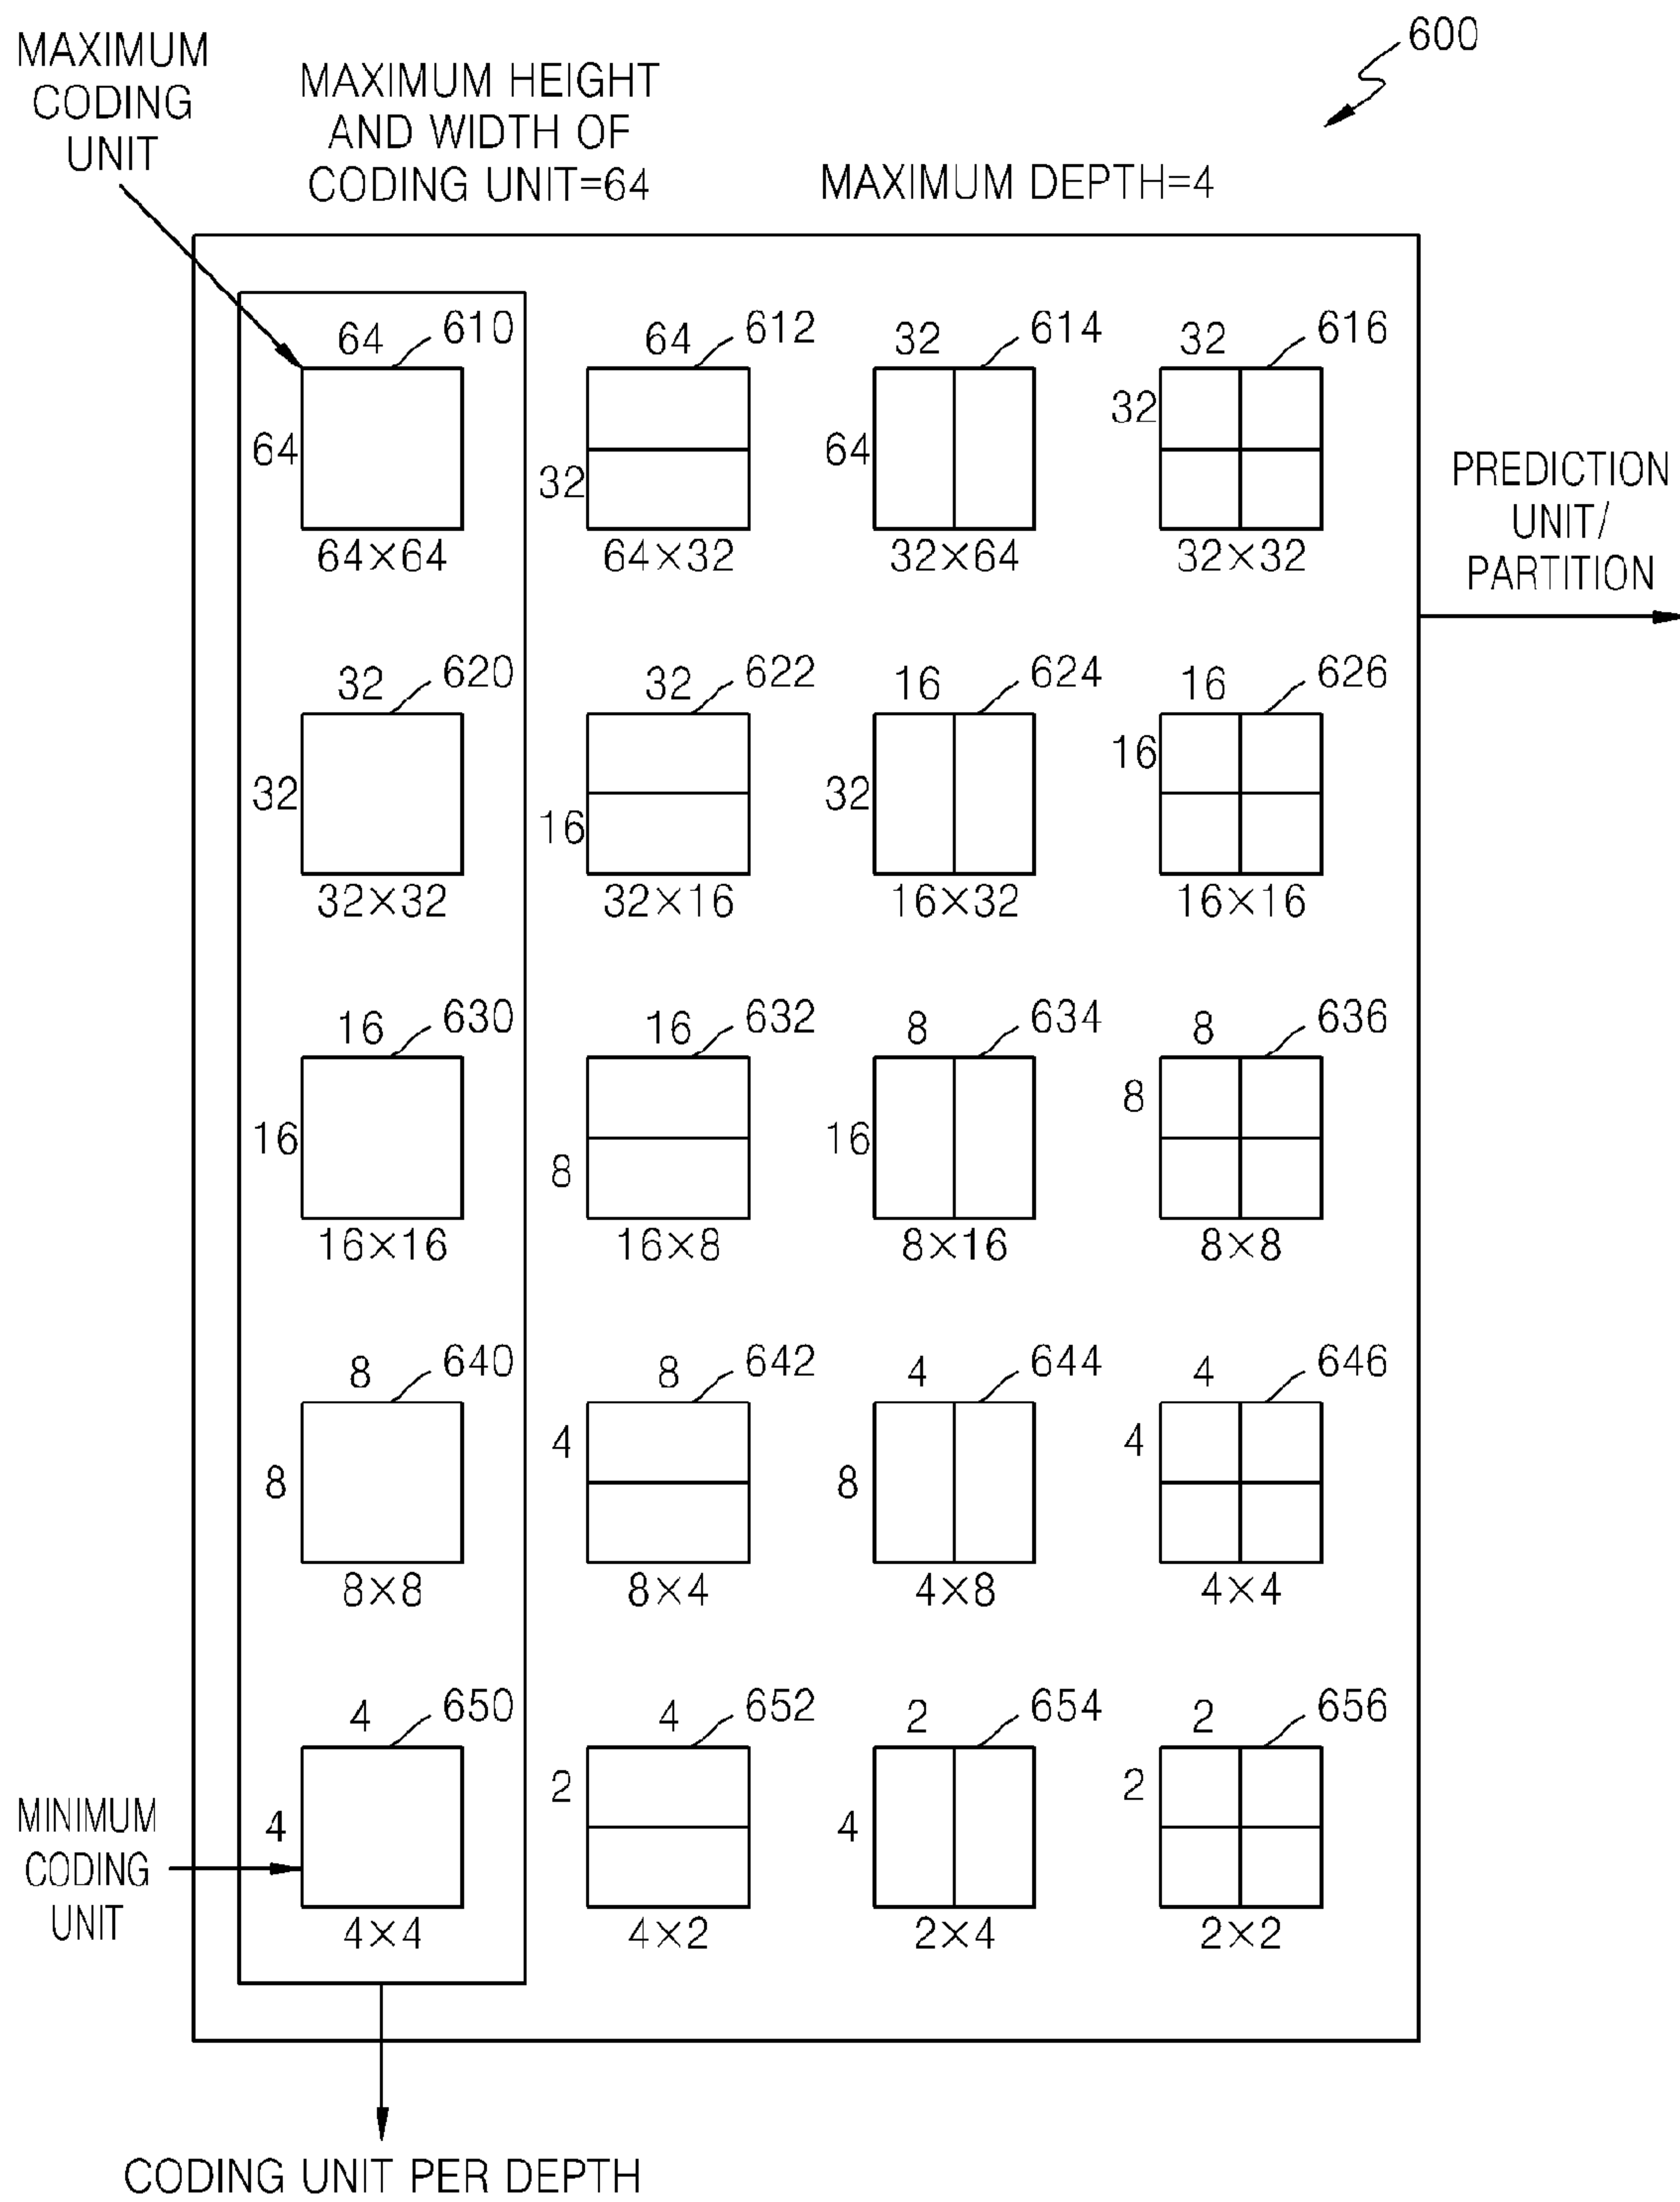 600
MAXIMUM
CODING
UNIT
MAXIMUM HEIGHT
AND WIDTH OF
CODING UNIT=64
MAXIMUM DEPTH=4
64 610 64 612 32 614 32 616
64 32 64 32
64×64 64×32 32×64 32×32
PREDICTION
UNIT/
PARTITION
32 620 32 622 16 624 16 626
32 16 32 16
32×32 32×16 16×32 16×16
16 630 16 632 8 634 8 636
16 8 16 8
16×16 16×8 8×16 8×8
8 640 8 642 4 644 4 646
8 4 8 4
8×8 8×4 4×8 4×4
4 650 4 652 2 654 2 656
4 2 4 2
4×4 4×2 2×4 2×2
MINIMUM
CODING
UNIT
CODING UNIT PER DEPTH